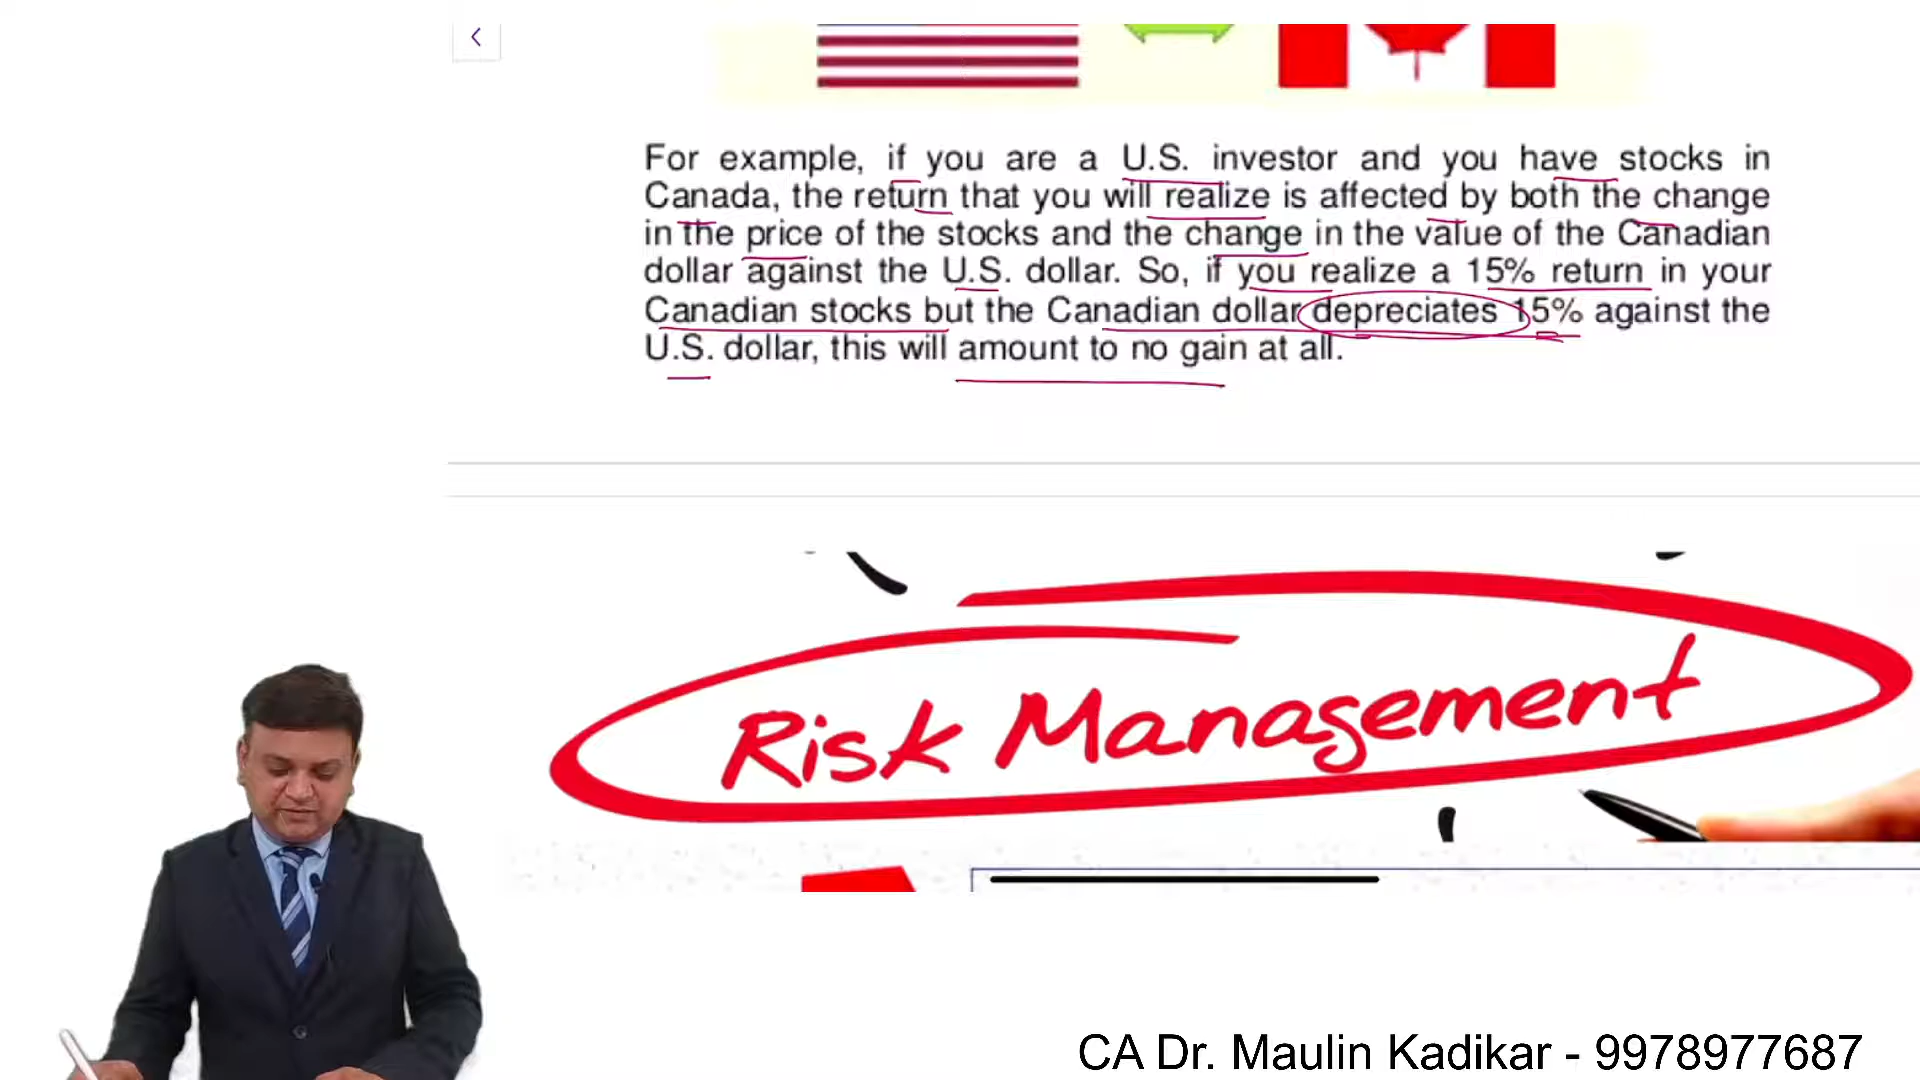 For example, if you are a U.S. investor and you have stocks in
Canada, the return that you will realize is affected by both the change
in the price of the stocks and the change in the value of the Canadian
dollar against the U.S. dollar. So, if you realize a 15% return in your
Canadian stocks but the Canadian dollar depreciates 15% against the
U.S. dollar, this will amount to no gain at all.
Risk Management
CA Dr. Maulin Kadikar - 9978977687